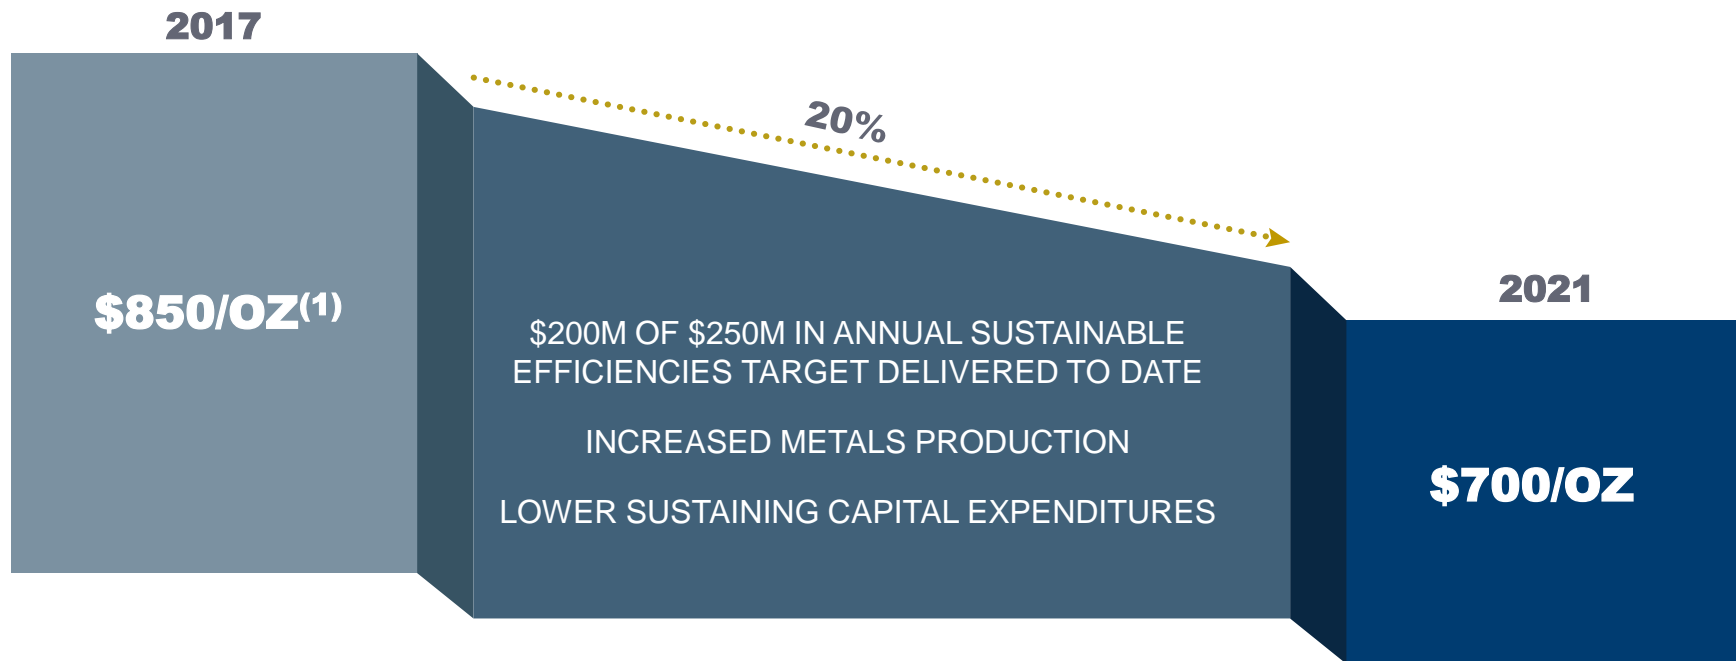 2017
20%
$850/OZ(1)
$200M OF $250M IN ANNUAL SUSTAINABLE
EFFICIENCIES TARGET DELIVERED TO DATE
INCREASED METALS PRODUCTION
LOWER SUSTAINING CAPITAL EXPENDITURES
2021
$700/OZ